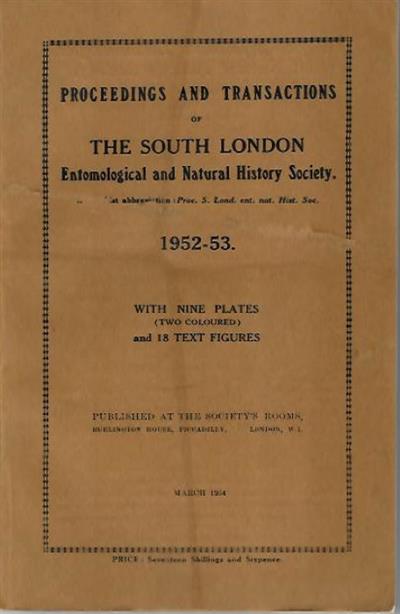 PROCEEDINGS AND TRANSACTIONS
OF
THE SOUTH LONDON
Entomological and Natural History Society.
abbreviation: Proc. S. Lond. ent. nat. Hist. Soc.
1952-53.
WITH NINE PLATES
(TWO COLOURED)
and 18 TEXT FIGURES
PUBLISHED AT THE SOCIETY'S ROOMS,
BURLINGTON HOUSE, PICCADILLY, LONDON, W.1.
MARCH 1954
PRICE: Seventeen Shillings and Sixpence.